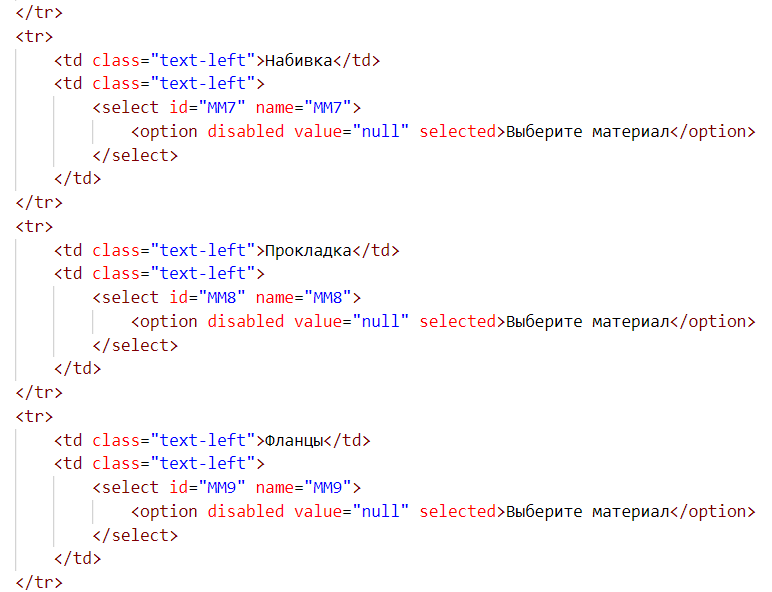 </tr>
<tr>
    <td class="text-left">Набивка</td>
    <td class="text-left">
        <select id="MM7" name="MM7">
            <option disabled value="null" selected>Выберите материал</option>
        </select>
    </td>
</tr>
<tr>
    <td class="text-left">Прокладка</td>
    <td class="text-left">
        <select id="MM8" name="MM8">
            <option disabled value="null" selected>Выберите материал</option>
        </select>
    </td>
</tr>
<tr>
    <td class="text-left">Фланцы</td>
    <td class="text-left">
        <select id="MM9" name="MM9">
            <option disabled value="null" selected>Выберите материал</option>
        </select>
    </td>
</tr>